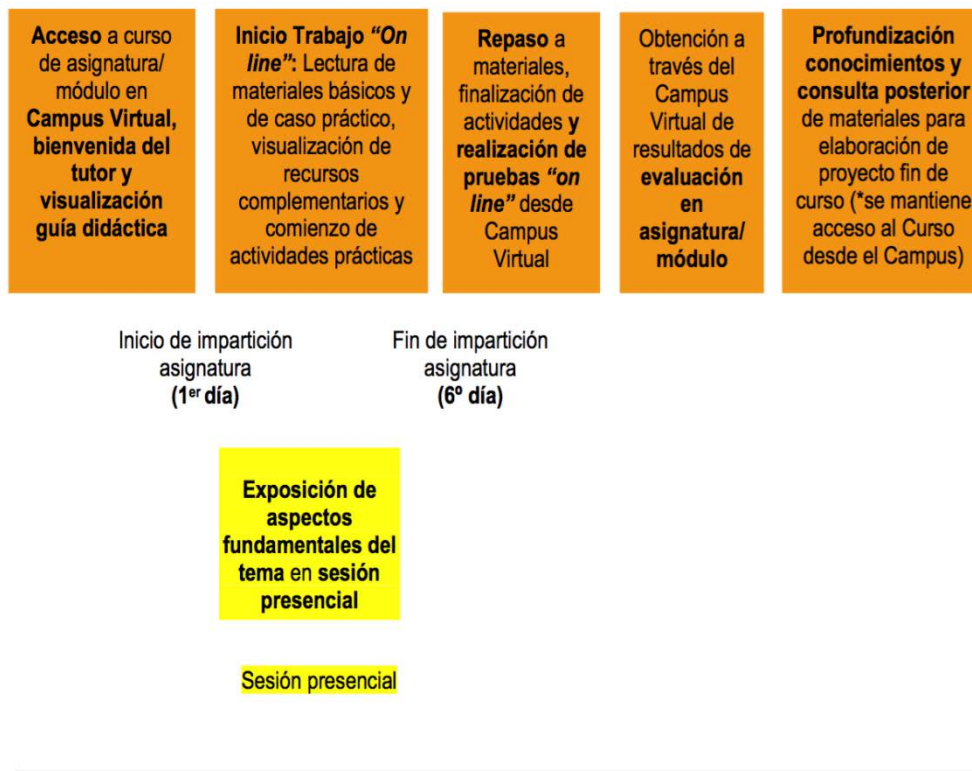 Acceso a curso
de asignatura/
módulo en
Campus Virtual,
bienvenida del
tutor y
visualización
guía didáctica
Inicio Trabajo “On
line”: Lectura de
materiales básicos y
de caso práctico,
visualización de
recursos
complementarios y
comienzo de
actividades prácticas
Repaso a
materiales,
finalización de
actividades y
realización de
pruebas “on
line” desde
Campus
Virtual
Obtención a
través del
Campus
Virtual de
resultados de
evaluación
en
asignatura/
módulo
Profundización
conocimientos y
consulta posterior
de materiales para
elaboración de
proyecto fin de
curso (*se mantiene
acceso al Curso
desde el Campus)
Inicio de impartición
asignatura
(1er día)
Fin de impartición
asignatura
(6º día)
Exposición de
aspectos
fundamentales del
tema en sesión
presencial
Sesión presencial